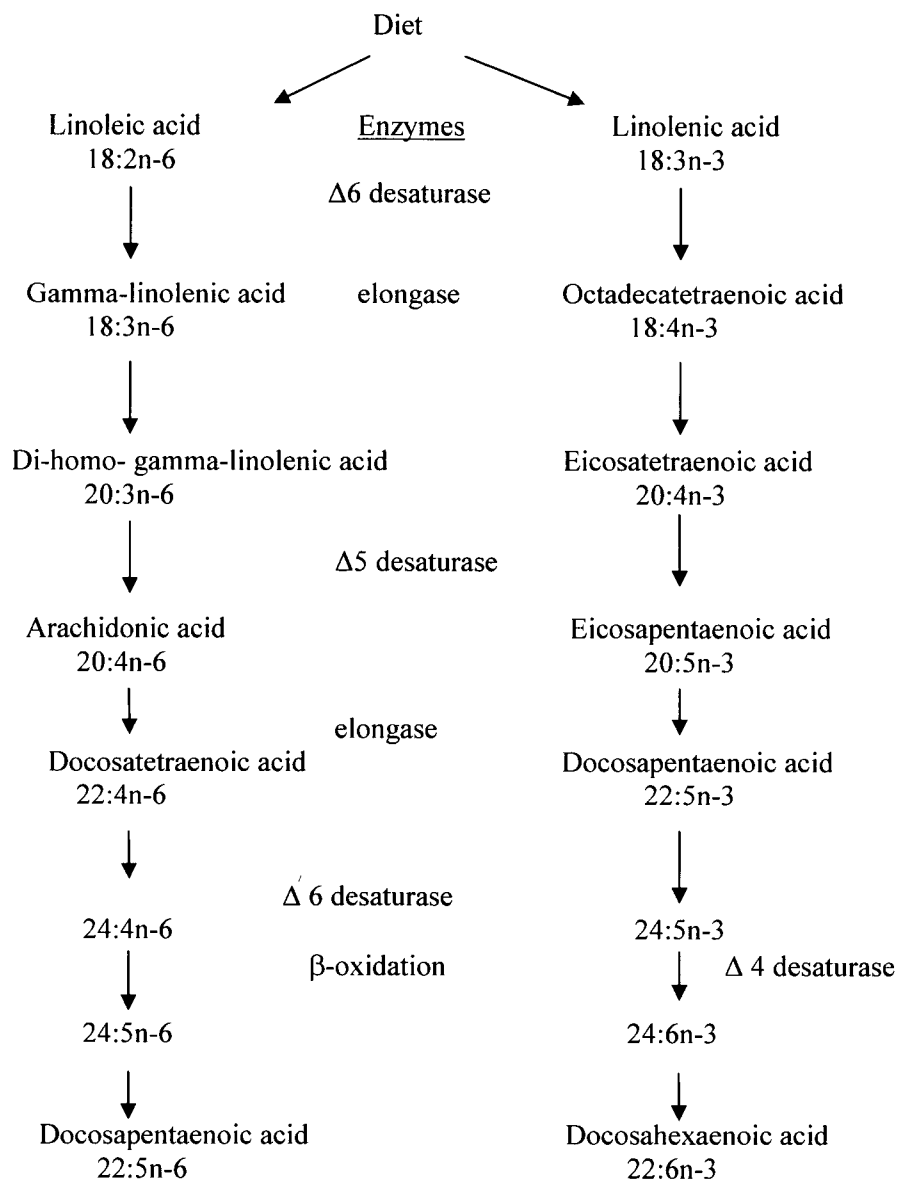 Diet
Linoleic acid
18:2n-6
Enzymes
Linolenic acid
18:3n-3
Δ6 desaturase
Gamma-linolenic acid
18:3n-6
elongase
Octadecatetraenoic acid
18:4n-3
Di-homo- gamma-linolenic acid
20:3n-6
Eicosatetraenoic acid
20:4n-3
Δ5 desaturase
Arachidonic acid
20:4n-6
Eicosapentaenoic acid
20:5n-3
elongase
Docosatetraenoic acid
22:4n-6
Docosapentaenoic acid
22:5n-3
Δ 6 desaturase
24:4n-6
24:5n-3
β-oxidation
Δ 4 desaturase
24:5n-6
24:6n-3
Docosapentaenoic acid
22:5n-6
Docosahexaenoic acid
22:6n-3